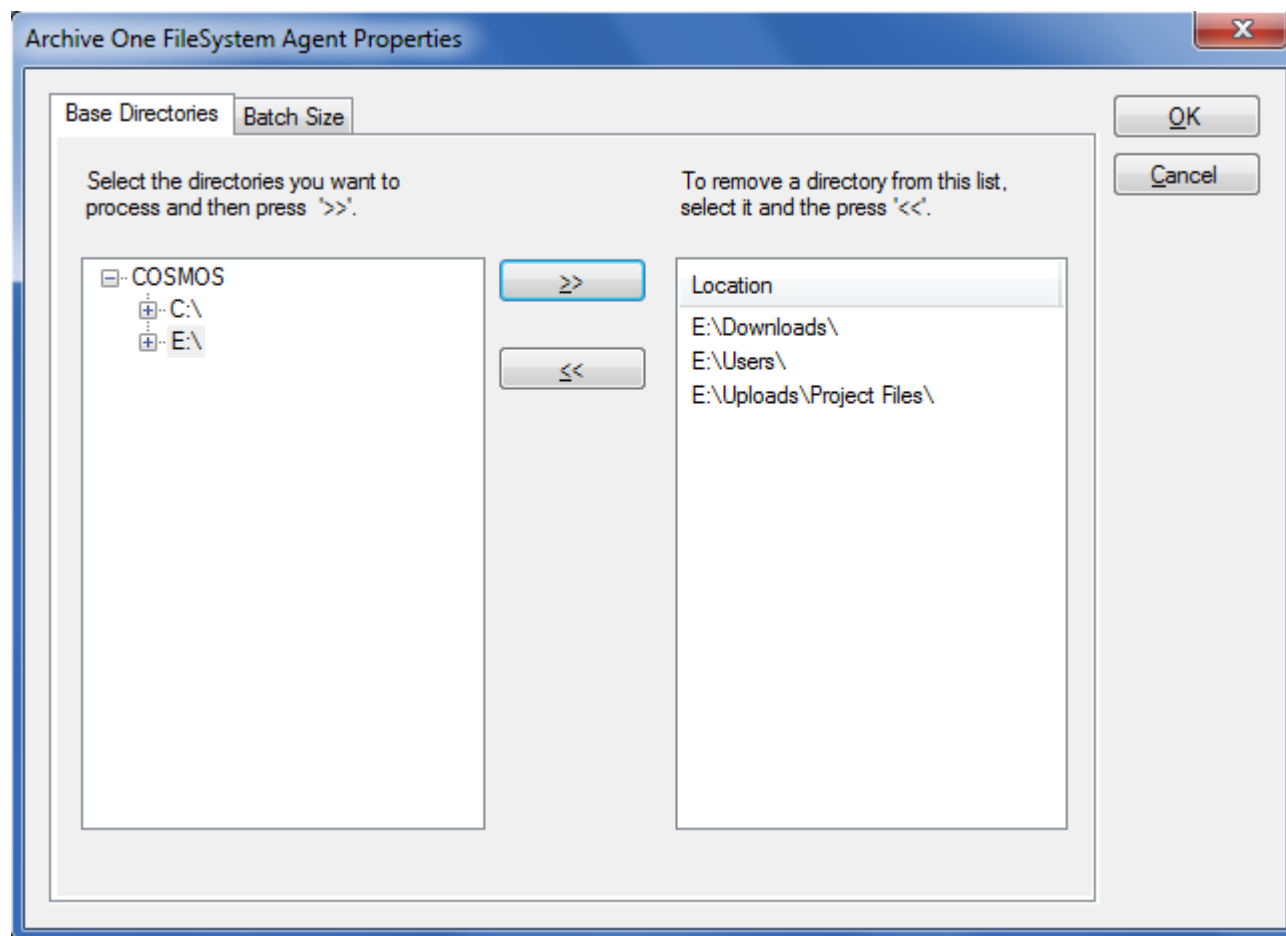 Archive One FileSystem Agent Properties
x
Base Directories
Batch Size
OK
Cancel
Select the directories you want to
process and then press '>>'.
To remove a directory from this list,
select it and the press '<<'.
COSMOS
C:\
E:\
>>
<<
Location
E:\Downloads\
E:\Users\
E:\Uploads\Project Files\